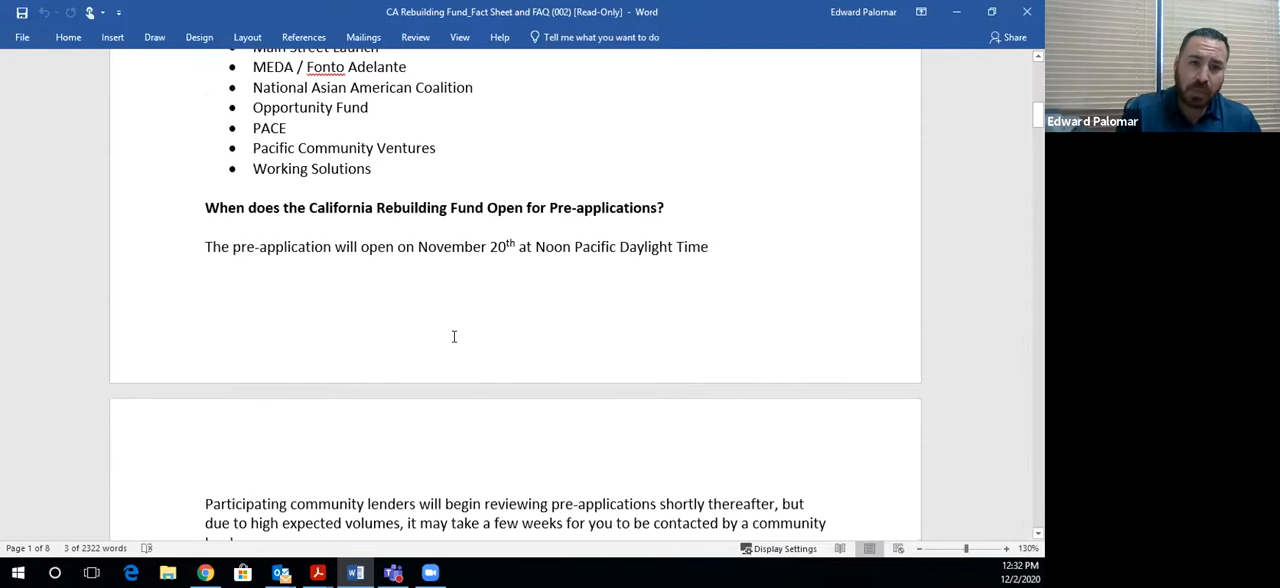 CA Rebuilding Fund_Fact Sheet and FAQ (002) [Read-Only] - Word
Edward Palomar
File Home Insert Draw Design Layout References Mailings Review View Help Tell me what you want to do
Share
Main Street Launch
• MEDA / Fonto Adelante
• National Asian American Coalition
• Opportunity Fund
• PACE
• Pacific Community Ventures
• Working Solutions
When does the California Rebuilding Fund Open for Pre-applications?
The pre-application will open on November 20th at Noon Pacific Daylight Time
Participating community lenders will begin reviewing pre-applications shortly thereafter, but
due to high expected volumes, it may take a few weeks for you to be contacted by a community
Edward Palomar
Page 1 of 8 3 of 2322 words
Display Settings
130%
12:32 PM
12/2/2020